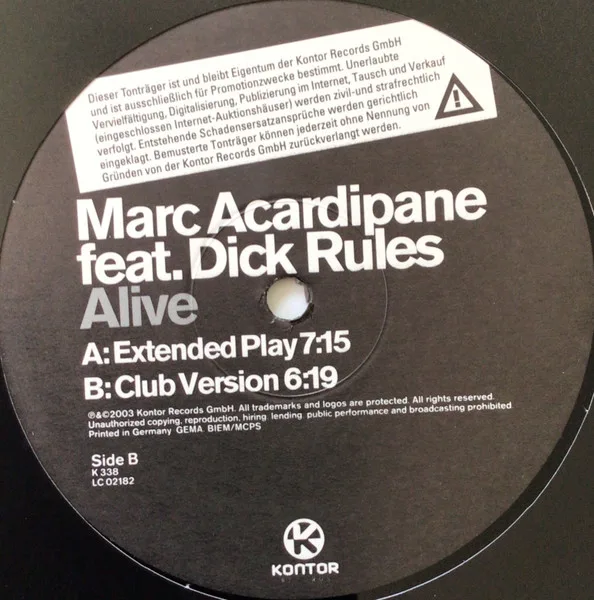 Dieser Tonträger ist und bleibt Eigentum der Kontor Records GmbH
und ist ausschließlich für Promotionzwecke bestimmt. Unerlaubte
Vervielfältigung, Digitalisierung, Publizierung im Internet, Tausch und Verkauf
(eingeschlossen Internet-Auktionshäuser) werden zivil-und strafrechtlich
verfolgt. Entstehende Schadensersatzansprüche werden gerichtlich
eingeklagt. Bemusterte Tonträger können jederzeit ohne Nennung von
Gründen von der Kontor Records GmbH zurückverlangt werden.
Marc Acardipane
feat. Dick Rules
Alive
A: Extended Play 7:15
B: Club Version 6:19
℗&©2003 Kontor Records GmbH. All trademarks and logos are protected. All rights reserved.
Unauthorized copying, reproduction, hiring, lending, public performance and broadcasting prohibited.
Printed in Germany GEMA BIEM/MCPS
Side B
K 338
LC 02182
KONTOR